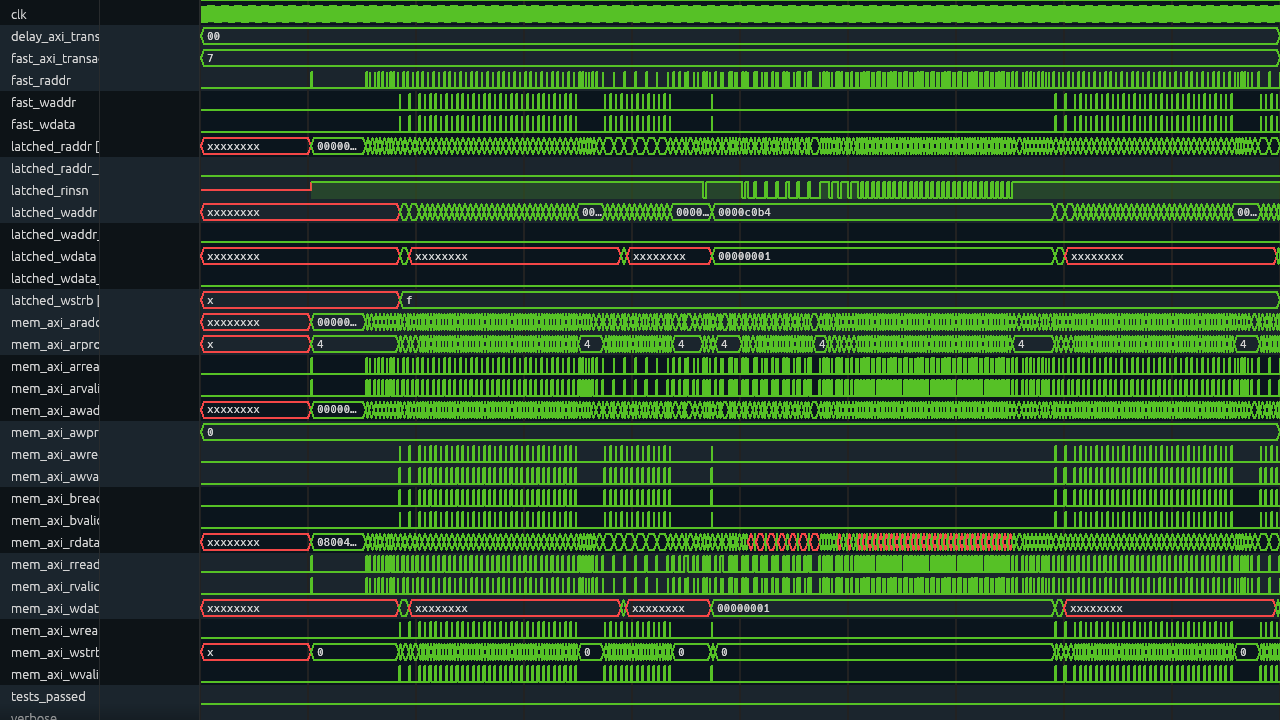 clk
delay_axi_trans 00
fast_axi_transa 7
fast_raddr
fast_waddr
fast_wdata
latched_raddr [ xxxxxxxx 00000…
latched_raddr_
latched_rinsn
latched_waddr xxxxxxxx 00… 0000… 0000c0b4 00…
latched_waddr_
latched_wdata xxxxxxxx xxxxxxxx xxxxxxxx 00000001 xxxxxxxx
latched_wdata_
latched_wstrb [ x f
mem_axi_aradd xxxxxxxx 00000…
mem_axi_arpro x 4 4 4 4 4 4 4
mem_axi_arrea
mem_axi_arvali
mem_axi_awad xxxxxxxx 00000…
mem_axi_awpr 0
mem_axi_awre
mem_axi_awva
mem_axi_breac
mem_axi_bvalic
mem_axi_rdata xxxxxxxx 08004…
mem_axi_rread
mem_axi_rvalic
mem_axi_wdat xxxxxxxx xxxxxxxx xxxxxxxx 00000001 xxxxxxxx
mem_axi_wrea
mem_axi_wstrb x 0 0 0 0 0
mem_axi_wvali
tests_passed
verbose